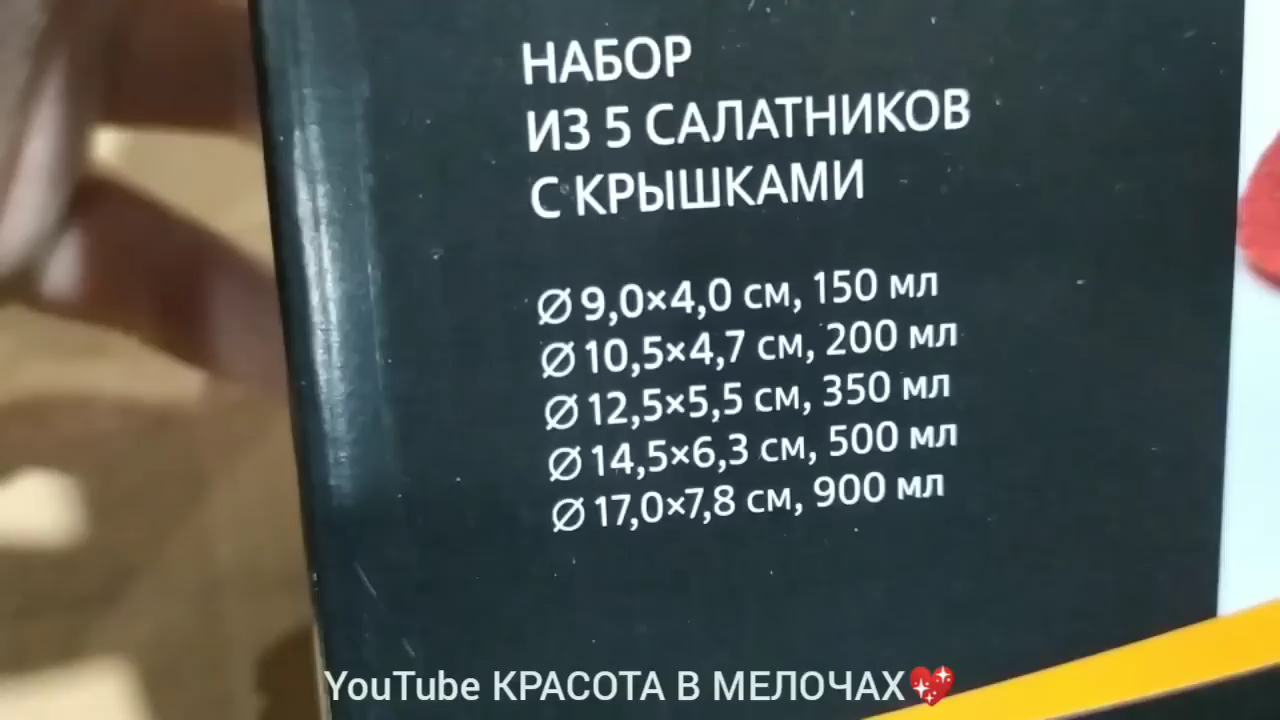 НАБОР
ИЗ 5 САЛАТНИКОВ
С КРЫШКАМИ
Ø 9,0×4,0 см, 150 мл
Ø 10,5×4,7 см, 200 мл
Ø 12,5×5,5 см, 350 мл
Ø 14,5×6,3 см, 500 мл
Ø 17,0×7,8 см, 900 мл
YouTube КРАСОТА В МЕЛОЧАХ💖